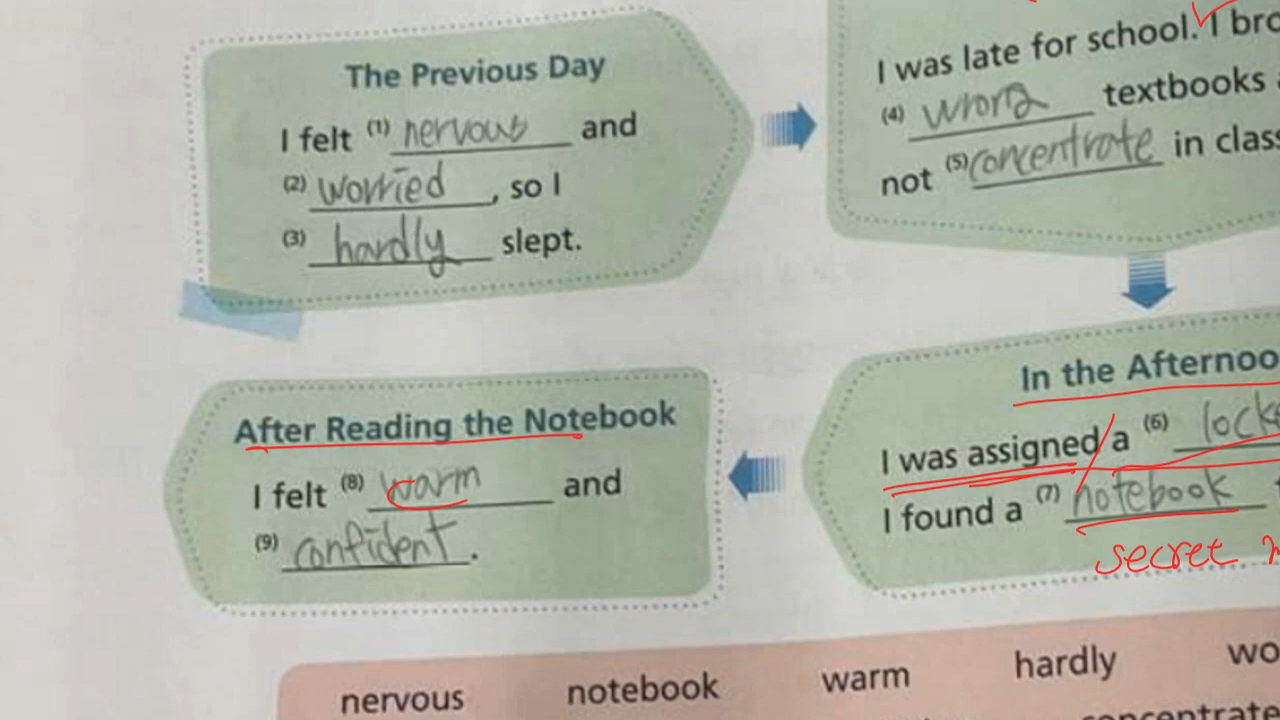 The Previous Day
I felt (1) nervous and
(2) worried, so I
(3) hardly slept.
I was late for school. I bro
(4) wrong textbooks
not (5) concentrate in class
In the Afternoo
I was assigned a (6) lock
I found a (7) notebook
secret
After Reading the Notebook
I felt (8) warm and
(9) confident.
nervous notebook warm hardly wo
concentrate